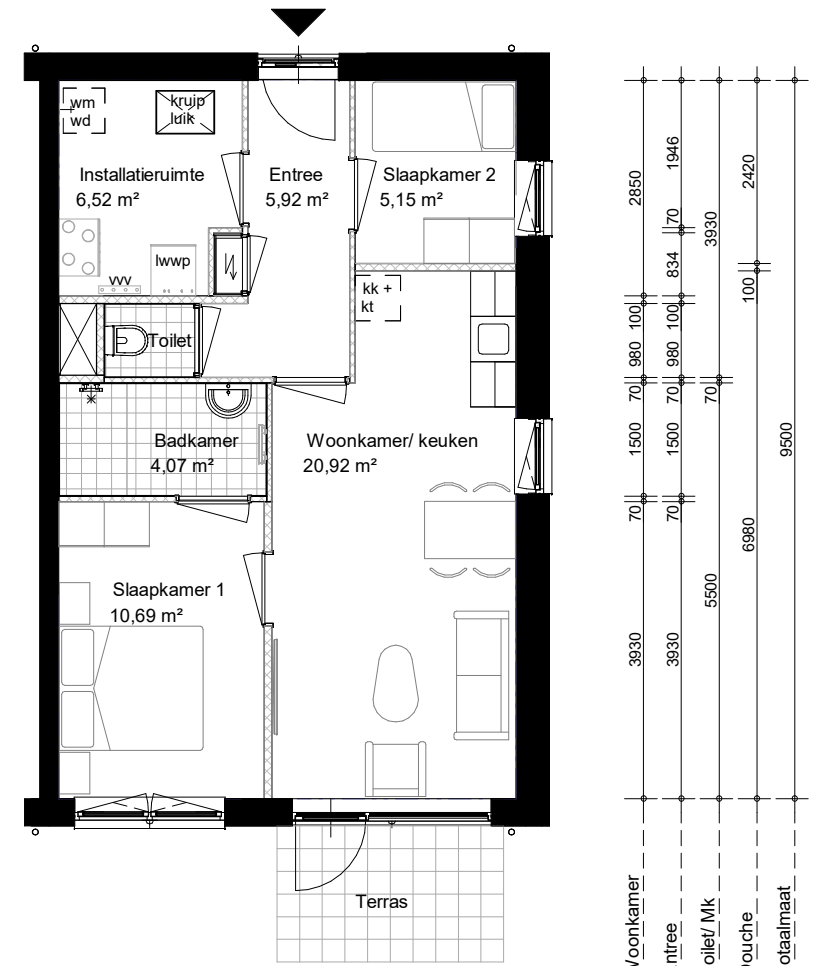 wm
wd
kruip
luik
Installatieruimte
6,52 m²
Entree
5,92 m²
Slaapkamer 2
5,15 m²
lwwp
vvv
kk +
kt
Toilet
Badkamer
4,07 m²
Woonkamer/ keuken
20,92 m²
Slaapkamer 1
10,69 m²
Terras
2850
100
980
70
1500
70
3930
Woonkamer
1946
70
834
100
980
70
1500
70
3930
ntree
3930
70
5500
oilet/ Mk
2420
100
6980
Douche
9500
otaalmaat